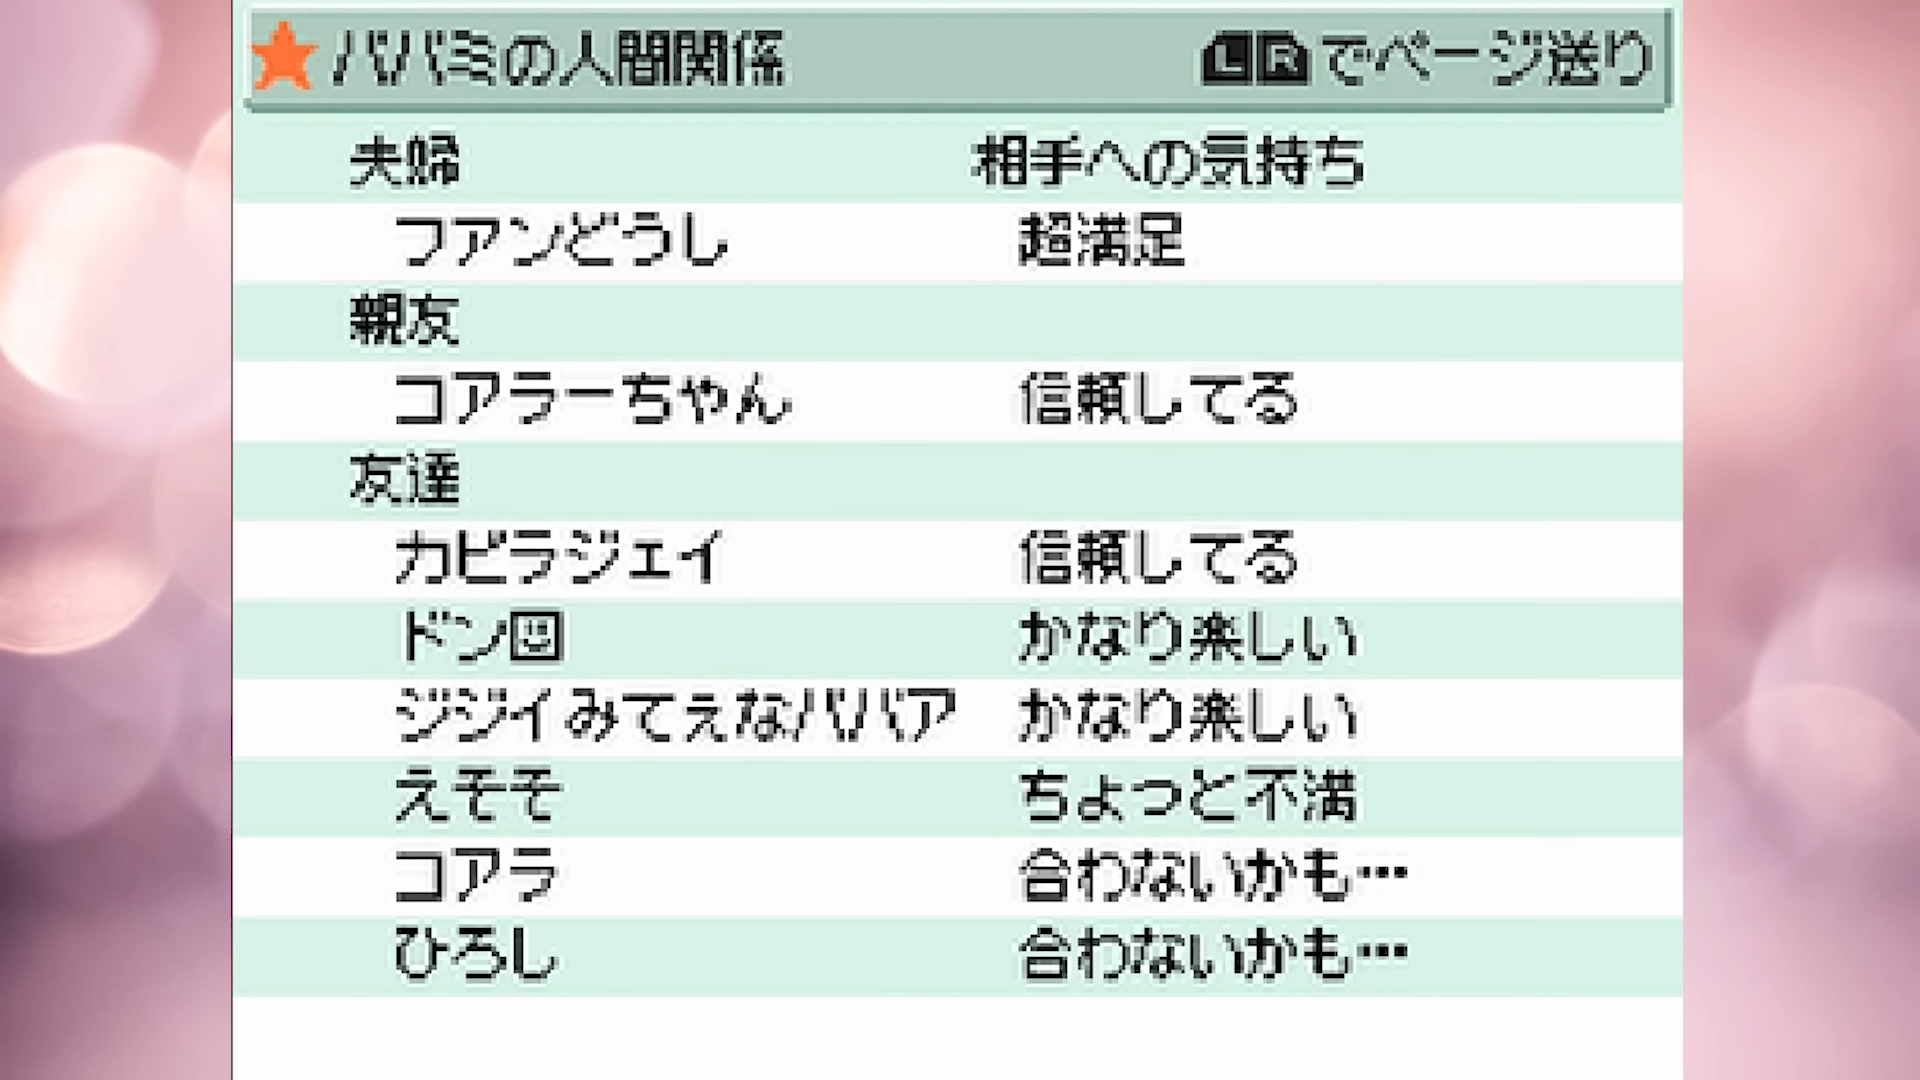 ★ババミの人間関係 LRでページ送り
夫婦 相手への気持ち
フアンどうし 超満足
親友
コアラーちゃん 信頼してる
友達
カビラジェイ 信頼してる
ドン かなり楽しい
ジジイみてぇなババア かなり楽しい
えそそ ちょっと不満
コアラ 合わないかも…
ひろし 合わないかも…